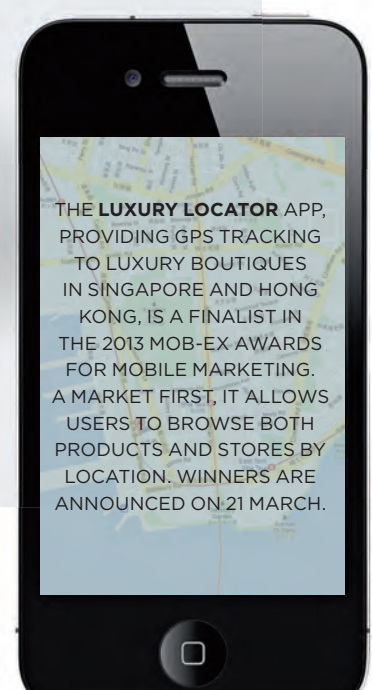 THE LUXURY LOCATOR APP,
PROVIDING GPS TRACKING
TO LUXURY BOUTIQUES
IN SINGAPORE AND HONG
KONG, IS A FINALIST IN
THE 2013 MOB-EX AWARDS
FOR MOBILE MARKETING.
A MARKET FIRST, IT ALLOWS
USERS TO BROWSE BOTH
PRODUCTS AND STORES BY
LOCATION. WINNERS ARE
ANNOUNCED ON 21 MARCH.